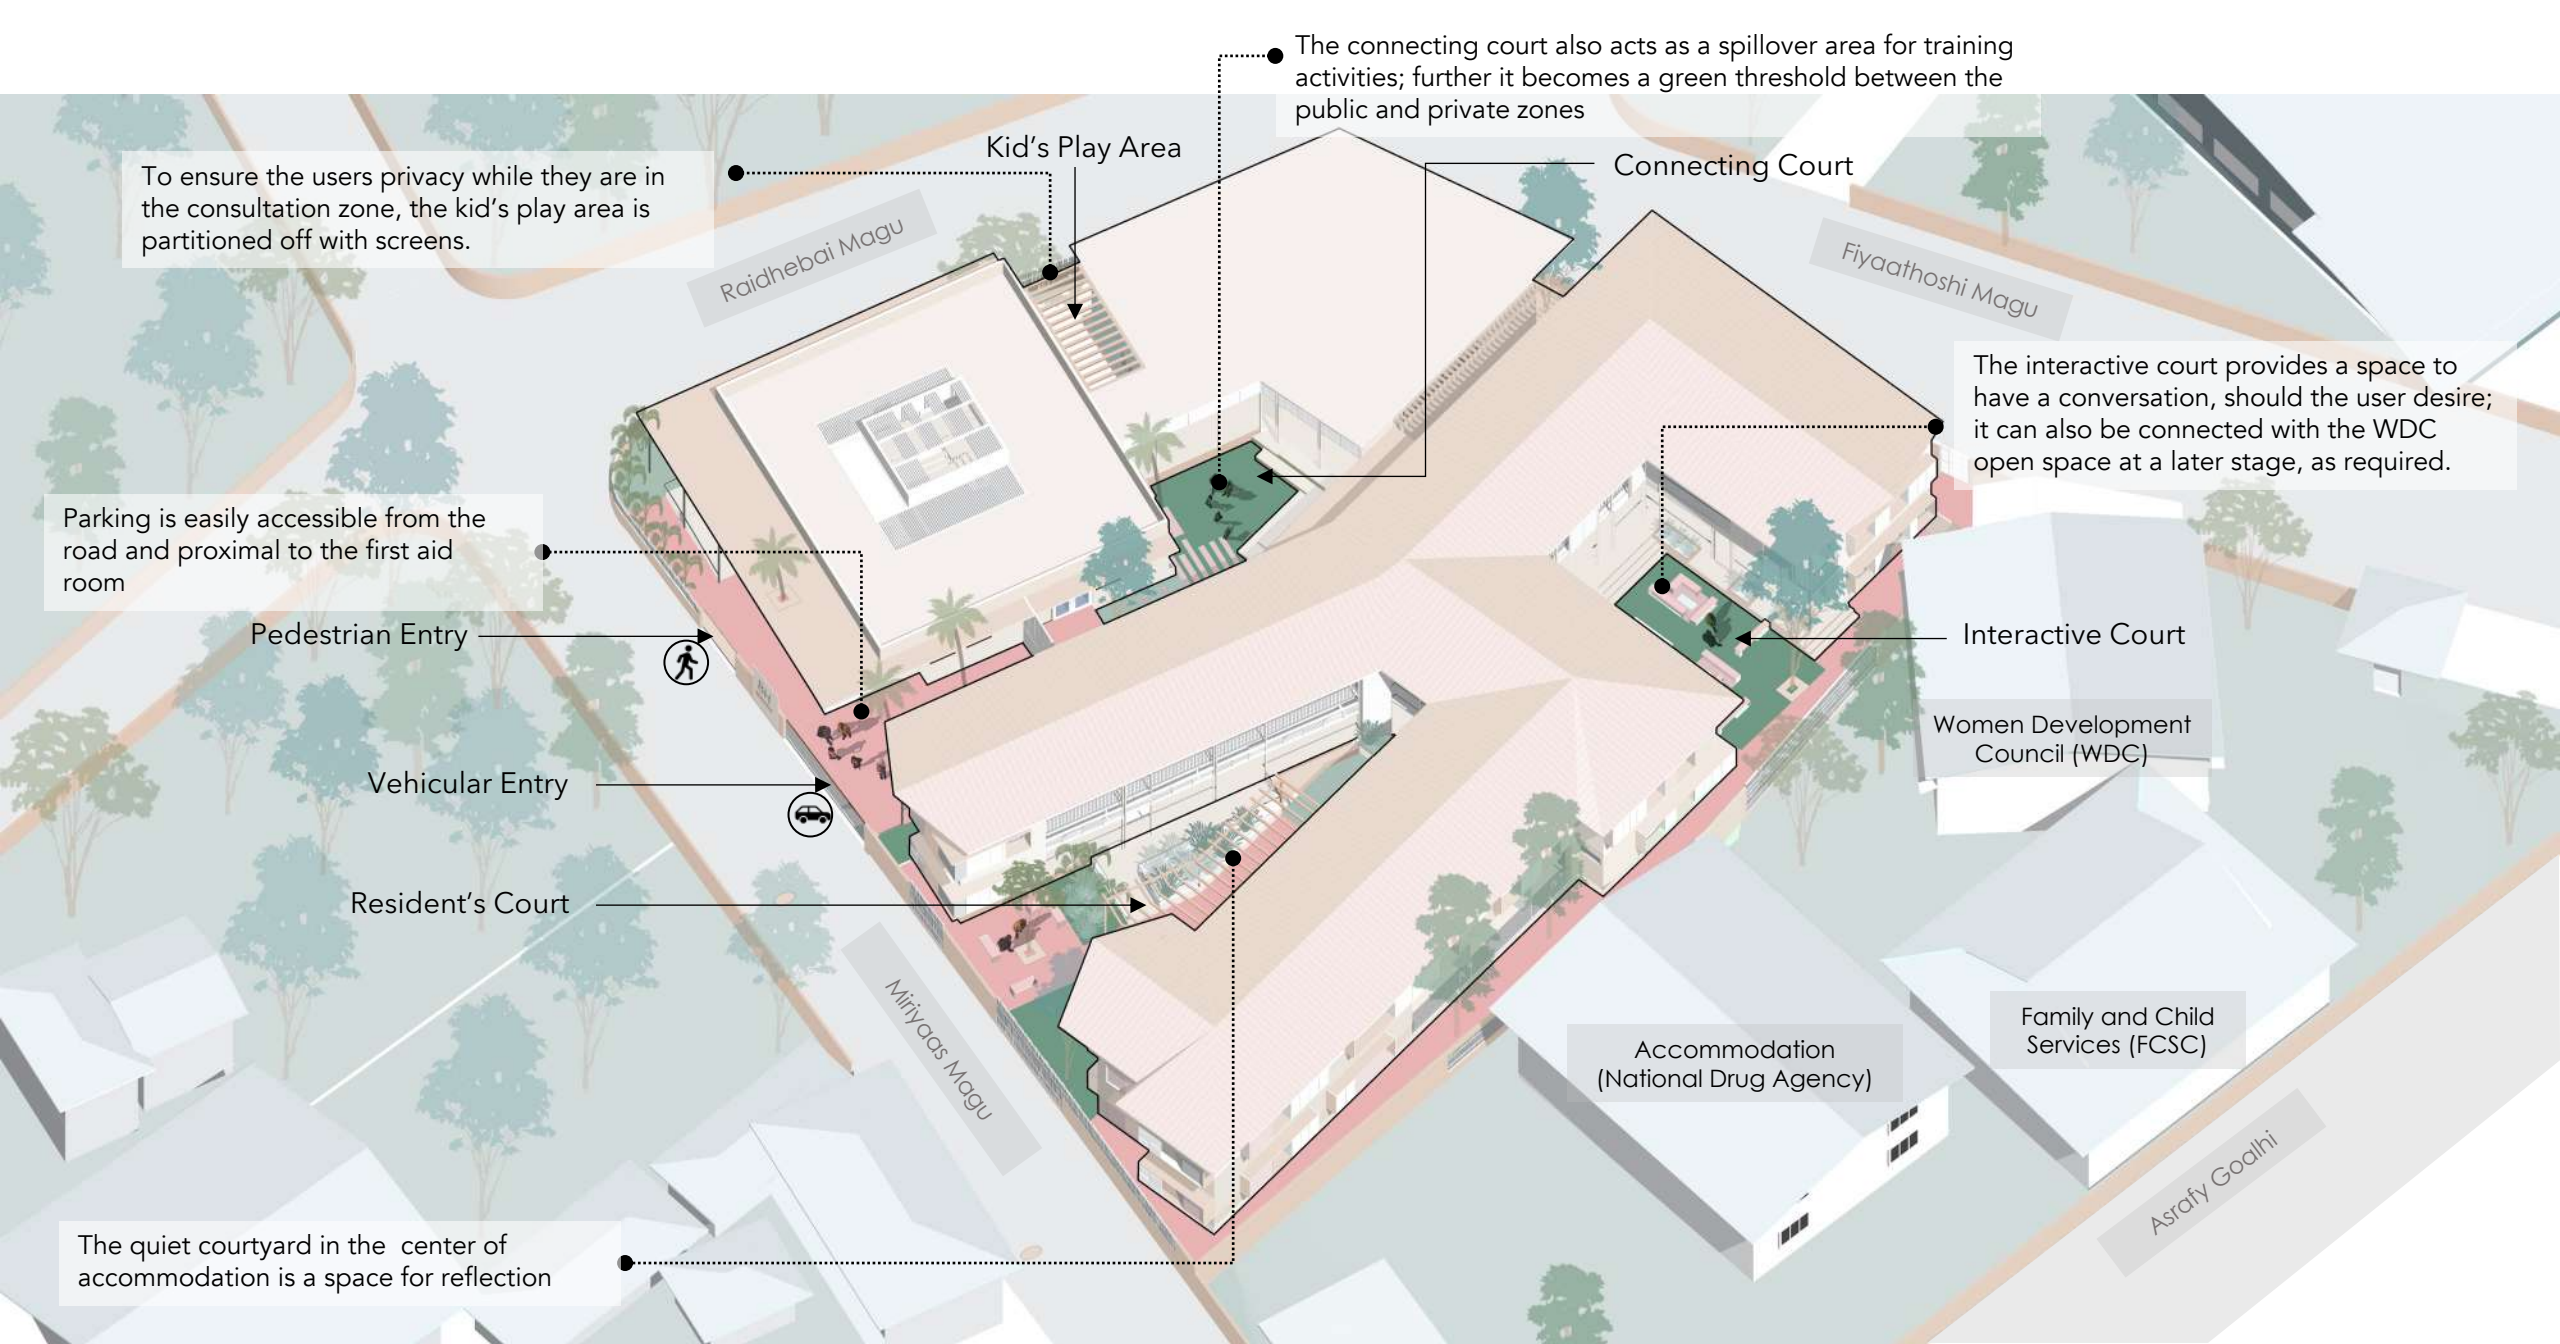 The connecting court also acts as a spillover area for training
activities; further it becomes a green threshold between the
public and private zones
Kid's Play Area
Connecting Court
To ensure the users privacy while they are in
the consultation zone, the kid's play area is
partitioned off with screens.
Raidhebai Magu
Fiyaathoshi Magu
The interactive court provides a space to
have a conversation, should the user desire;
it can also be connected with the WDC
open space at a later stage, as required.
Parking is easily accessible from the
road and proximal to the first aid
room
Pedestrian Entry
Interactive Court
Women Development
Council (WDC)
Vehicular Entry
Resident's Court
Miriyaas Magu
Family and Child
Services (FCSC)
Accommodation
(National Drug Agency)
Asrafy Goalhi
The quiet courtyard in the  center of
accommodation is a space for reflection